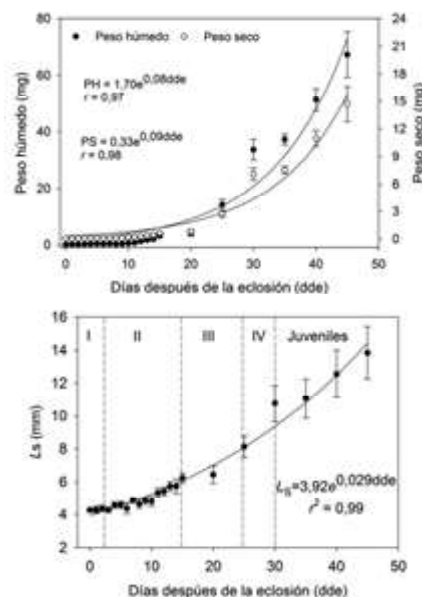 Peso húmedo Peso seco
PH = 1,70e0,08dde
r = 0,97
PS = 0.33e0,09dde
r = 0,98
Peso húmedo (mg)
80
60
40
20
0
Peso seco (mg)
24
21
18
15
12
9
6
3
0
0 10 20 30 40 50
Días después de la eclosión (dde)
I II III IV Juveniles
Ls (mm)
16
14
12
10
8
6
4
2
LS=3,92e0,029dde
r2 = 0,99
0 10 20 30 40 50
Días despúes de la eclosión (dde)